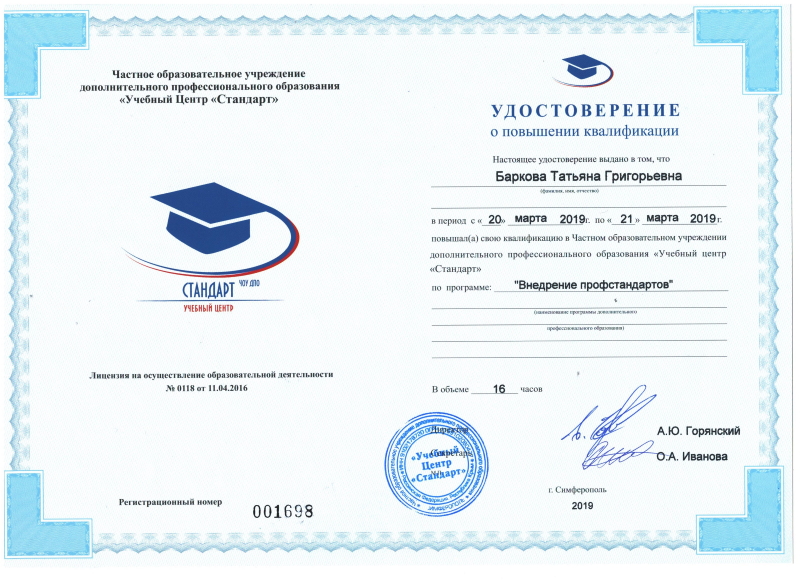 Частное образовательное учреждение
дополнительного профессионального образования
«Учебный Центр «Стандарт»
СТАНДАРТ ЧОУ ДПО
УЧЕБНЫЙ ЦЕНТР
Лицензия на осуществление образовательной деятельности
№ 0118 от 11.04.2016
Регистрационный номер 001698
УДОСТОВЕРЕНИЕ
о повышении квалификации
Настоящее удостоверение выдано в том, что
Баркова Татьяна Григорьевна
(фамилия, имя, отчество)
в период с «20» марта 2019г. по «21» марта 2019г.
повышал(а) свою квалификацию в Частном образовательном учреждении
дополнительного профессионального образования «Учебный центр
«Стандарт»
по программе: "Внедрение профстандартов"
(наименование программы дополнительного
профессионального образования)
В объеме 16 часов
Директор
А.Ю. Горянский
Секретарь
О.А. Иванова
«Учебный
Центр
«Стандарт»
г. Симферополь
2019